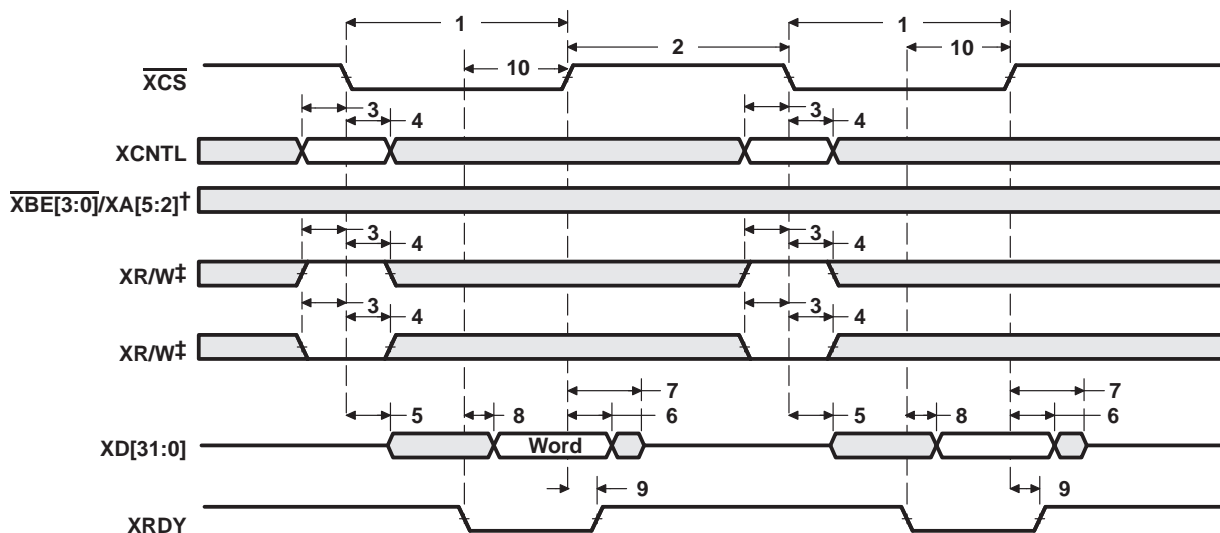 1 1
2
10 10
XCS
3 3
4 4
XCNTL
XBE[3:0]/XA[5:2]†
3 3
4 4
XR/W‡
3 3
4 4
XR/W‡
7 7
5 8 6 5 8 6
XD[31:0] Word
9 9
XRDY